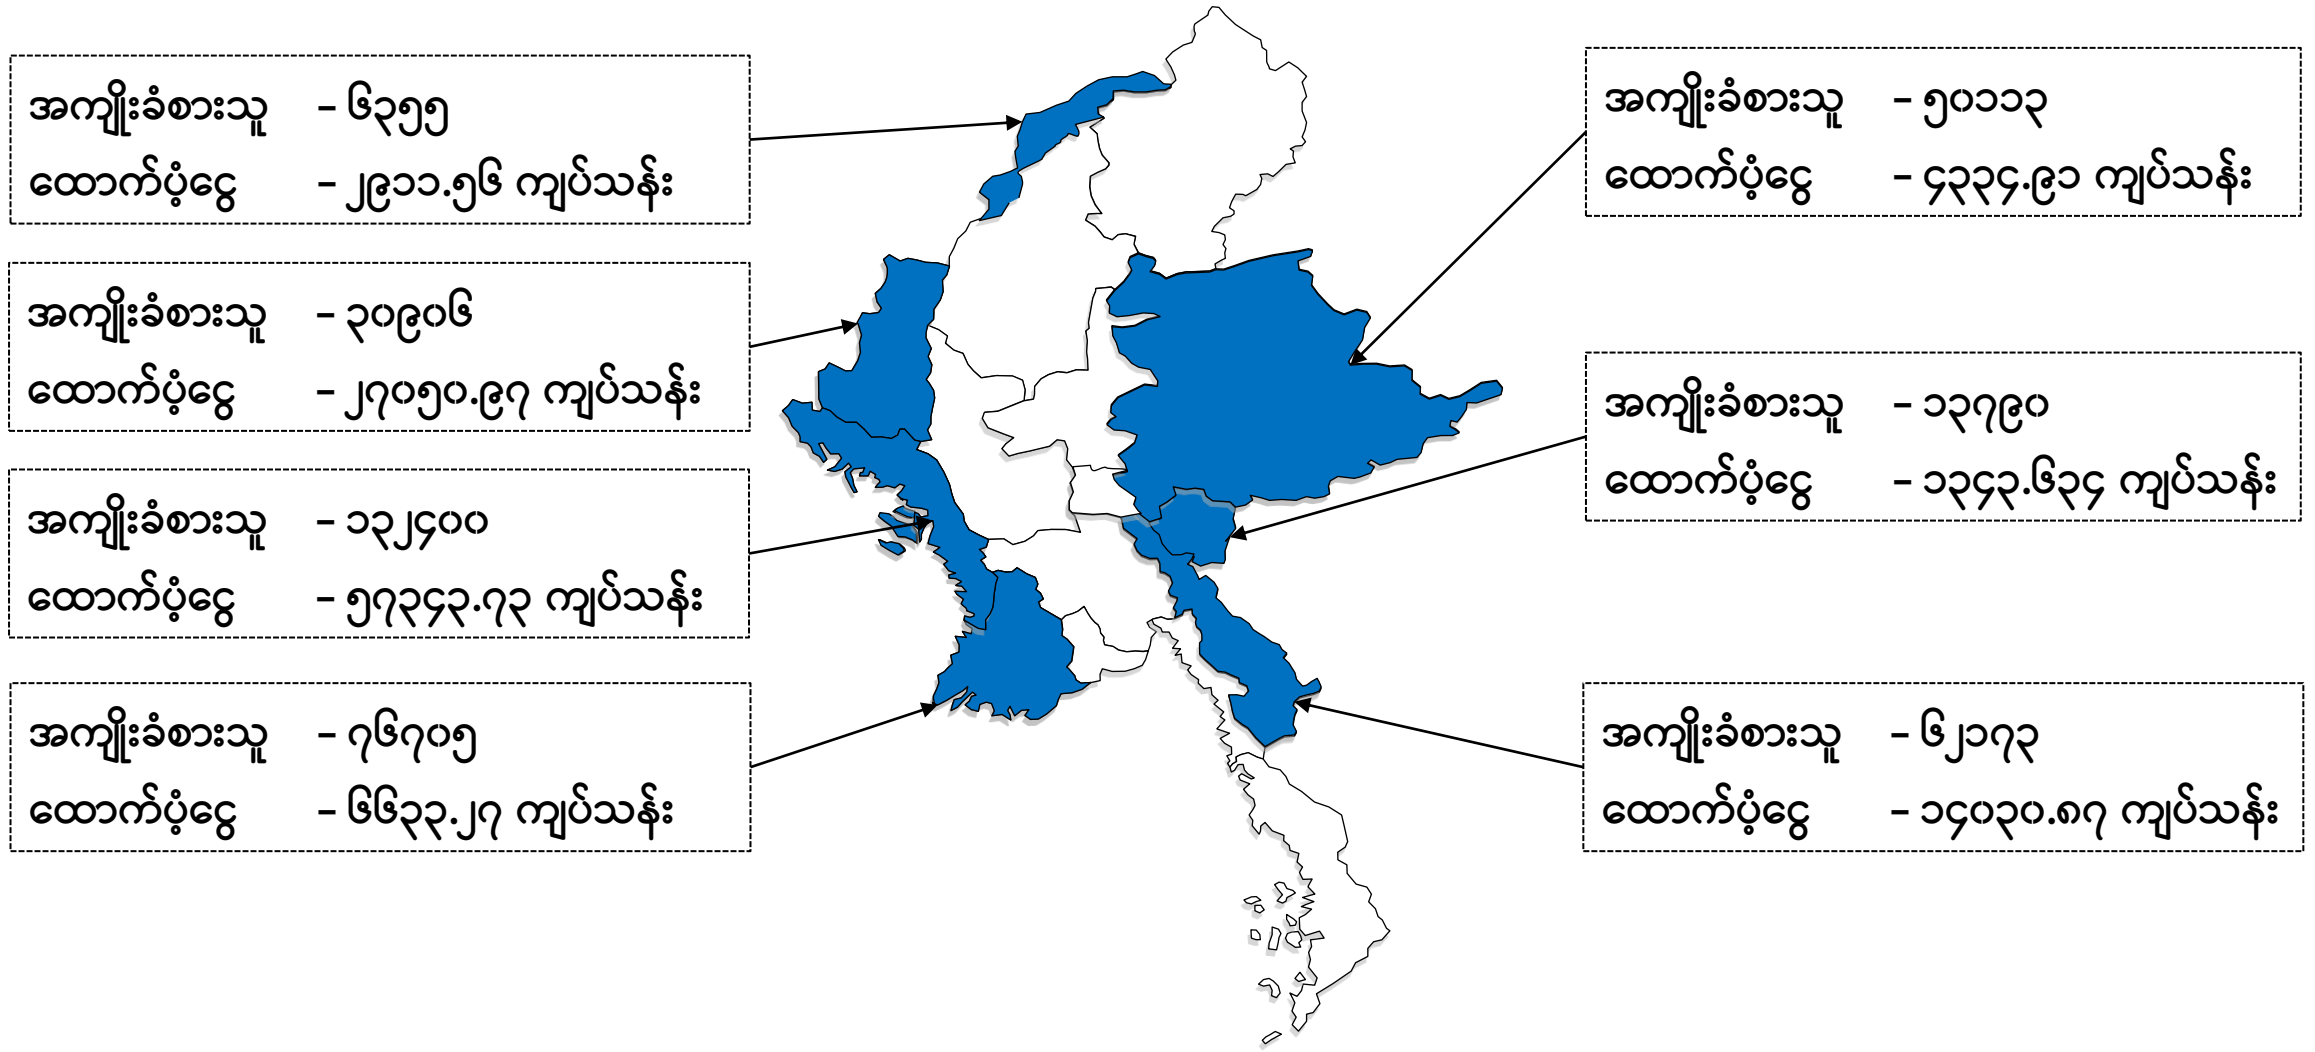 အကျိုးခံစားသူ – ၆၃၅၅
ထောက်ပံ့ငွေ – ၂၉၁၁.၅၆ ကျပ်သန်း
အကျိုးခံစားသူ – ၃၀၉၀၆
ထောက်ပံ့ငွေ – ၂၇၀၅၀.၉၇ ကျပ်သန်း
အကျိုးခံစားသူ – ၁၃၂၄၀၀
ထောက်ပံ့ငွေ – ၅၇၃၄၃.၇၃ ကျပ်သန်း
အကျိုးခံစားသူ – ၇၆၇၀၅
ထောက်ပံ့ငွေ – ၆၆၃၃.၂၇ ကျပ်သန်း
အကျိုးခံစားသူ – ၅၀၁၁၃
ထောက်ပံ့ငွေ – ၄၃၃၄.၉၁ ကျပ်သန်း
အကျိုးခံစားသူ – ၁၃၇၉၀
ထောက်ပံ့ငွေ – ၁၃၄၃.၆၃၄ ကျပ်သန်း
အကျိုးခံစားသူ – ၆၂၁၇၃
ထောက်ပံ့ငွေ – ၁၄၀၃၀.၈၇ ကျပ်သန်း